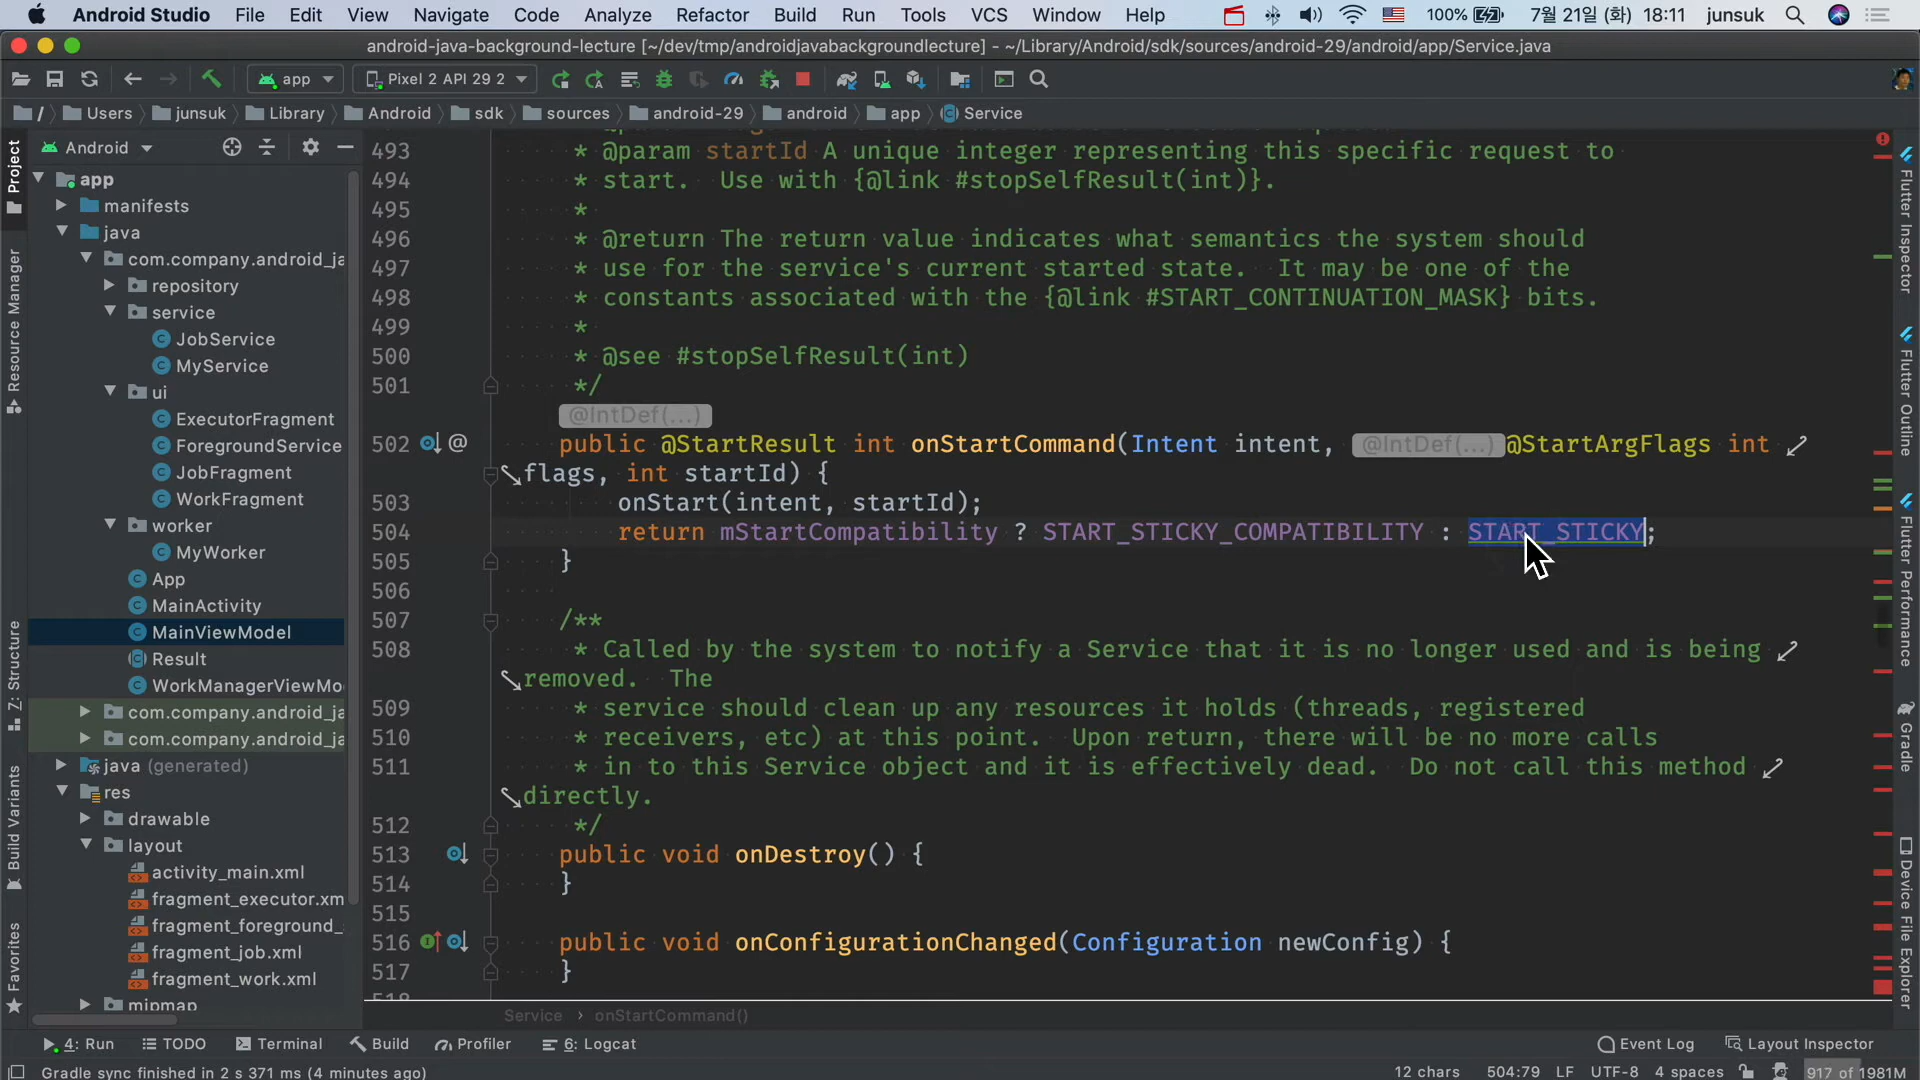 Android Studio File Edit View Navigate Code Analyze Refactor Build Run Tools VCS Window Help 100% 7월 21일 (화) 18:11 junsuk
android-java-background-lecture [~/dev/tmp/androidjavabackgroundlecture] - ~/Library/Android/sdk/sources/android-29/android/app/Service.java
app Pixel 2 API 29 2
/ Users junsuk Library Android sdk sources android-29 android app Service
Project
Resource Manager
Z: Structure
Build Variants
Favorites
Android
app
manifests
java
com.company.android_ja
repository
service
JobService
MyService
ui
ExecutorFragment
ForegroundService
JobFragment
WorkFragment
worker
MyWorker
App
MainActivity
MainViewModel
Result
WorkManagerViewMo
com.company.android_ja
com.company.android_ja
java (generated)
res
drawable
layout
activity_main.xml
fragment_executor.xm
fragment_foreground_
fragment_job.xml
fragment_work.xml
mipmap
493 * @param startId A unique integer representing this specific request to
494 * start.  Use with {@link #stopSelfResult(int)}.
495 *
496 * @return The return value indicates what semantics the system should
497 * use for the service's current started state.  It may be one of the
498 * constants associated with the {@link #START_CONTINUATION_MASK} bits.
499 *
500 * @see #stopSelfResult(int)
501 */
@IntDef(...)
502 @ public @StartResult int onStartCommand(Intent intent, @IntDef(...) @StartArgFlags int
flags, int startId) {
503 onStart(intent, startId);
504 return mStartCompatibility ? START_STICKY_COMPATIBILITY : START_STICKY;
505 }
506
507 /**
508 * Called by the system to notify a Service that it is no longer used and is being
removed.  The
509 * service should clean up any resources it holds (threads, registered
510 * receivers, etc) at this point.  Upon return, there will be no more calls
511 * in to this Service object and it is effectively dead.  Do not call this method
directly.
512 */
513 public void onDestroy() {
514 }
515
516 public void onConfigurationChanged(Configuration newConfig) {
517 }
Service › onStartCommand()
Flutter Inspector
Flutter Outline
Flutter Performance
Gradle
Device File Explorer
4: Run TODO Terminal Build Profiler 6: Logcat Event Log Layout Inspector
Gradle sync finished in 2 s 371 ms (4 minutes ago) 12 chars 504:79 LF UTF-8 4 spaces 917 of 1981M